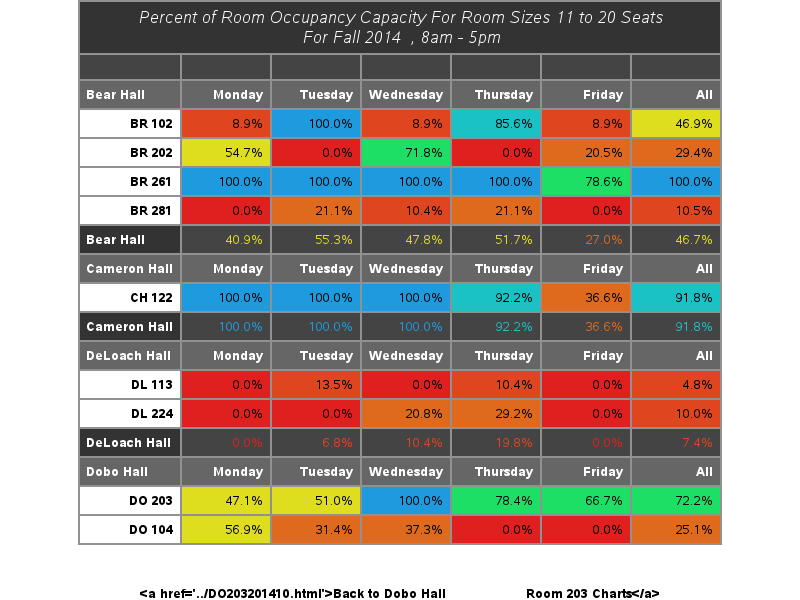 Percent of Room Occupancy Capacity For Room Sizes 11 to 20 Seats
For Fall 2014 , 8am - 5pm
Bear Hall Monday Tuesday Wednesday Thursday Friday All
BR 102 8.9% 100.0% 8.9% 85.6% 8.9% 46.9%
BR 202 54.7% 0.0% 71.8% 0.0% 20.5% 29.4%
BR 261 100.0% 100.0% 100.0% 100.0% 78.6% 100.0%
BR 281 0.0% 21.1% 10.4% 21.1% 0.0% 10.5%
Bear Hall 40.9% 55.3% 47.8% 51.7% 27.0% 46.7%
Cameron Hall Monday Tuesday Wednesday Thursday Friday All
CH 122 100.0% 100.0% 100.0% 92.2% 36.6% 91.8%
Cameron Hall 100.0% 100.0% 100.0% 92.2% 36.6% 91.8%
DeLoach Hall Monday Tuesday Wednesday Thursday Friday All
DL 113 0.0% 13.5% 0.0% 10.4% 0.0% 4.8%
DL 224 0.0% 0.0% 20.8% 29.2% 0.0% 10.0%
DeLoach Hall 0.0% 6.8% 10.4% 19.8% 0.0% 7.4%
Dobo Hall Monday Tuesday Wednesday Thursday Friday All
DO 203 47.1% 51.0% 100.0% 78.4% 66.7% 72.2%
DO 104 56.9% 31.4% 37.3% 0.0% 0.0% 25.1%
<a href='../DO203201410.html'>Back to Dobo Hall Room 203 Charts</a>